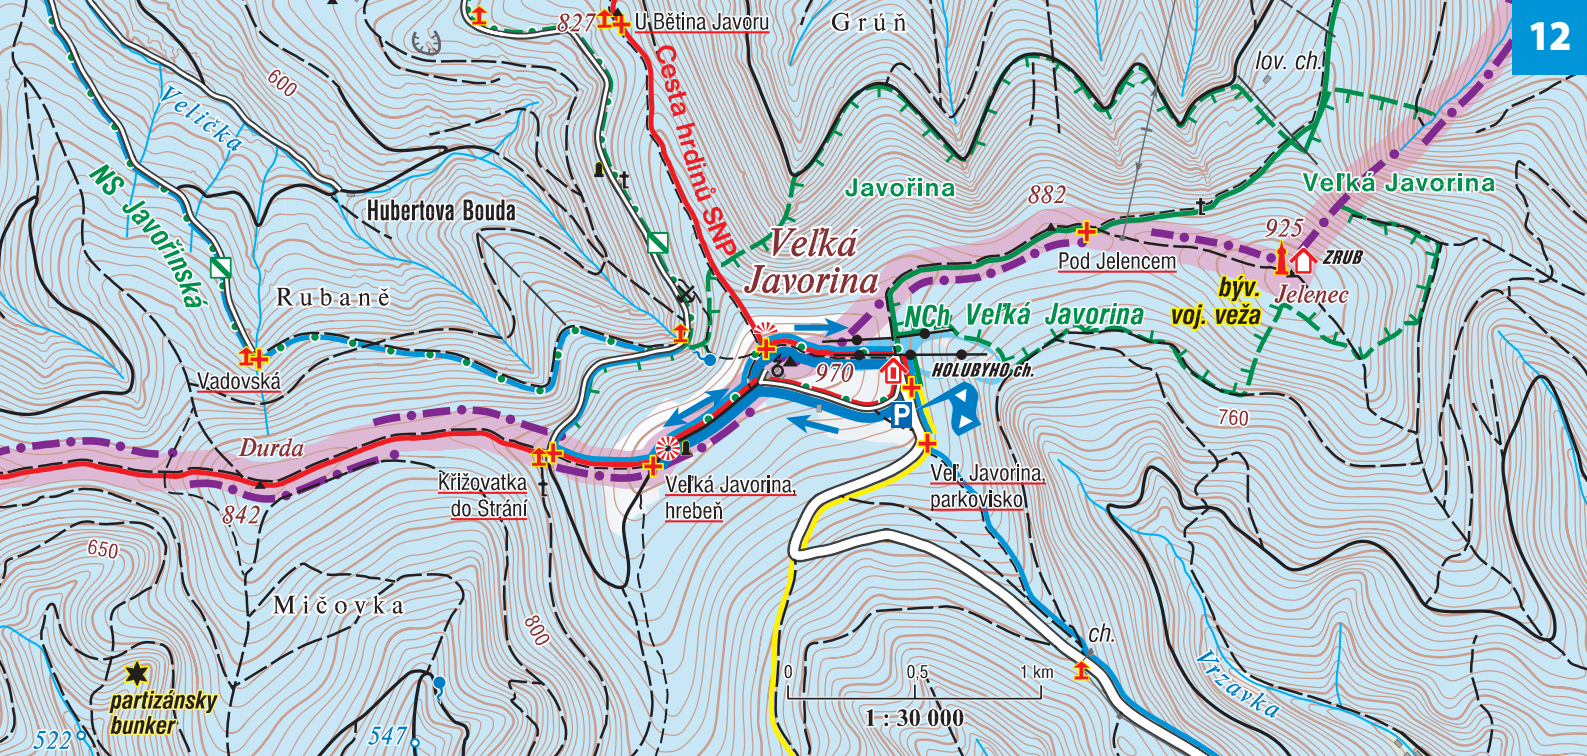 12
827
U Bětina Javoru
Grúň
lov. ch.
600
Velička
Cesta hrdinů SNP
NS Javořinská
Hubertova Bouda
Javořina
Veľká Javorina
882
925
Veľká
Javorina
Pod Jelencem
ZRUB
Jelenec
býv.
voj. veža
Rubaně
NCh Veľká Javorina
Vadovská
970
HOLUBYHO ch.
P
760
Durda
Křižovatka
do Strání
Veľká Javorina,
hrebeň
Veľ. Javorina,
parkovisko
842
650
Mičovka
800
ch.
Vrzavka
0
0,5
1 km
1 : 30 000
partizánsky
bunker
522
547